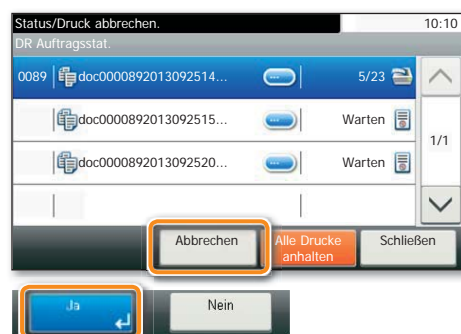 Status/Druck abbrechen. 10:10
DR Auftragsstat.
0089 doc0000892013092514... 5/23
doc0000892013092515... Warten
1/1
doc0000892013092520... Warten
Abbrechen Alle Drucke anhalten Schließen
Ja Nein